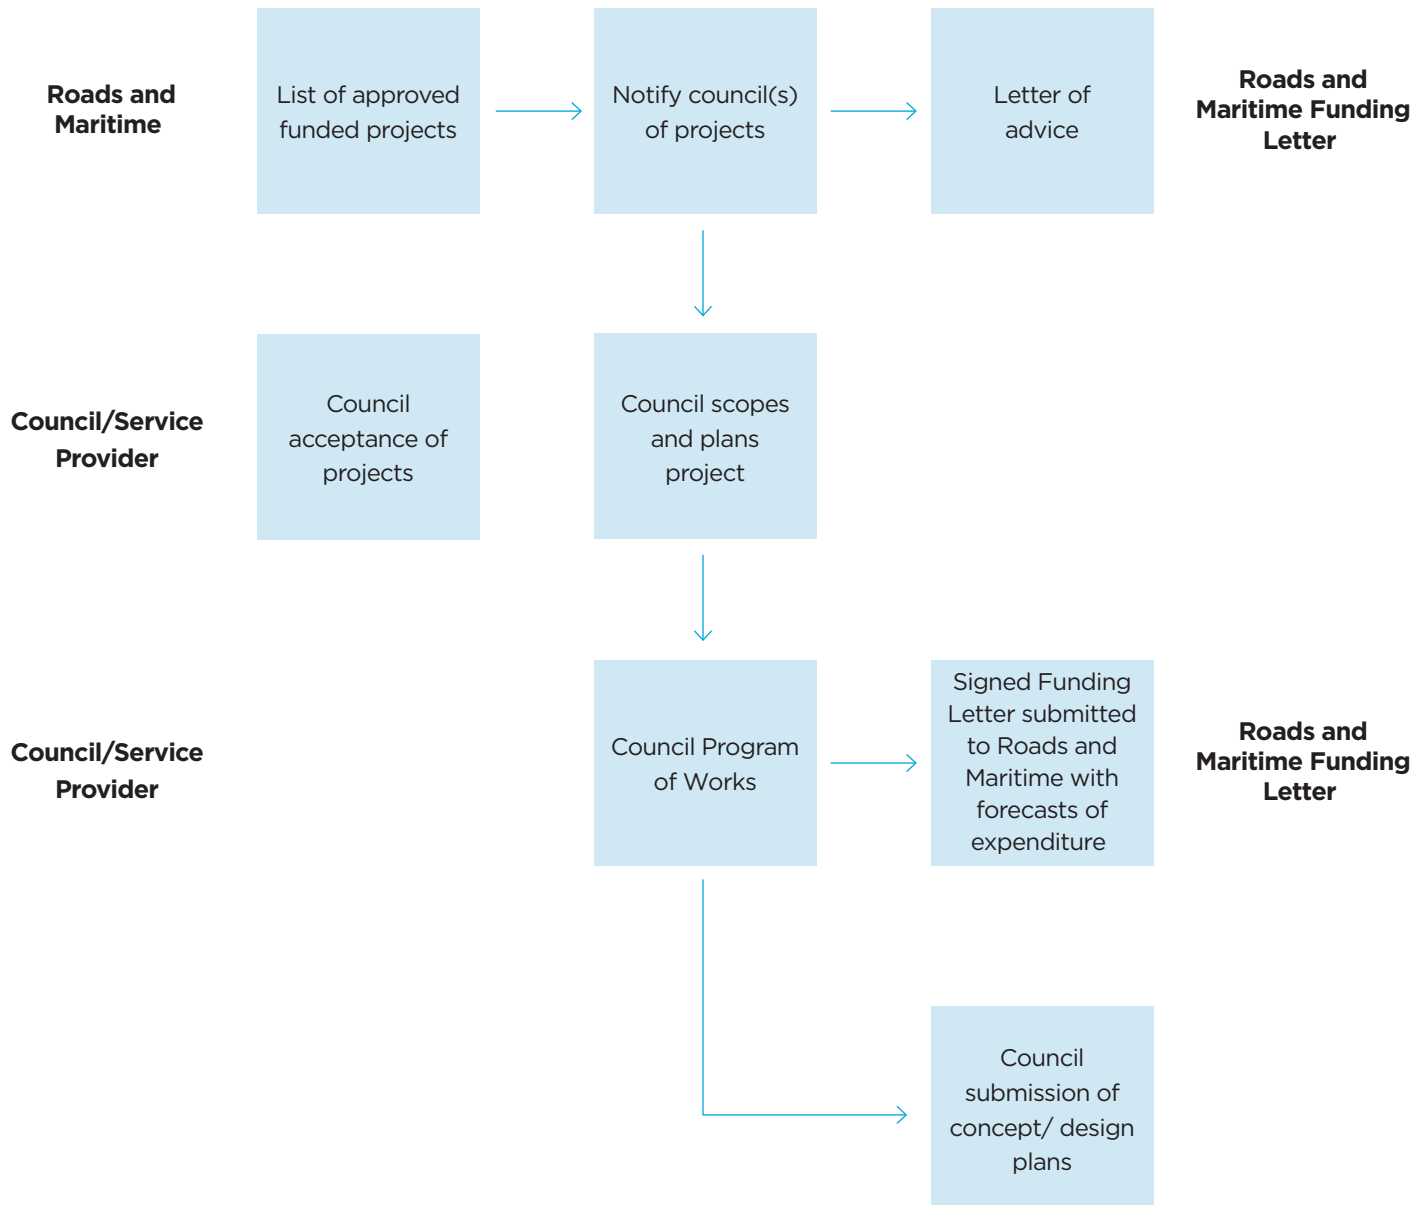 Roads and
Maritime
List of approved
funded projects
Notify council(s)
of projects
Letter of
advice
Roads and
Maritime Funding
Letter
Council/Service
Provider
Council
acceptance of
projects
Council scopes
and plans
project
Council/Service
Provider
Council Program
of Works
Signed Funding
Letter submitted
to Roads and
Maritime with
forecasts of
expenditure
Roads and
Maritime Funding
Letter
Council
submission of
concept/ design
plans